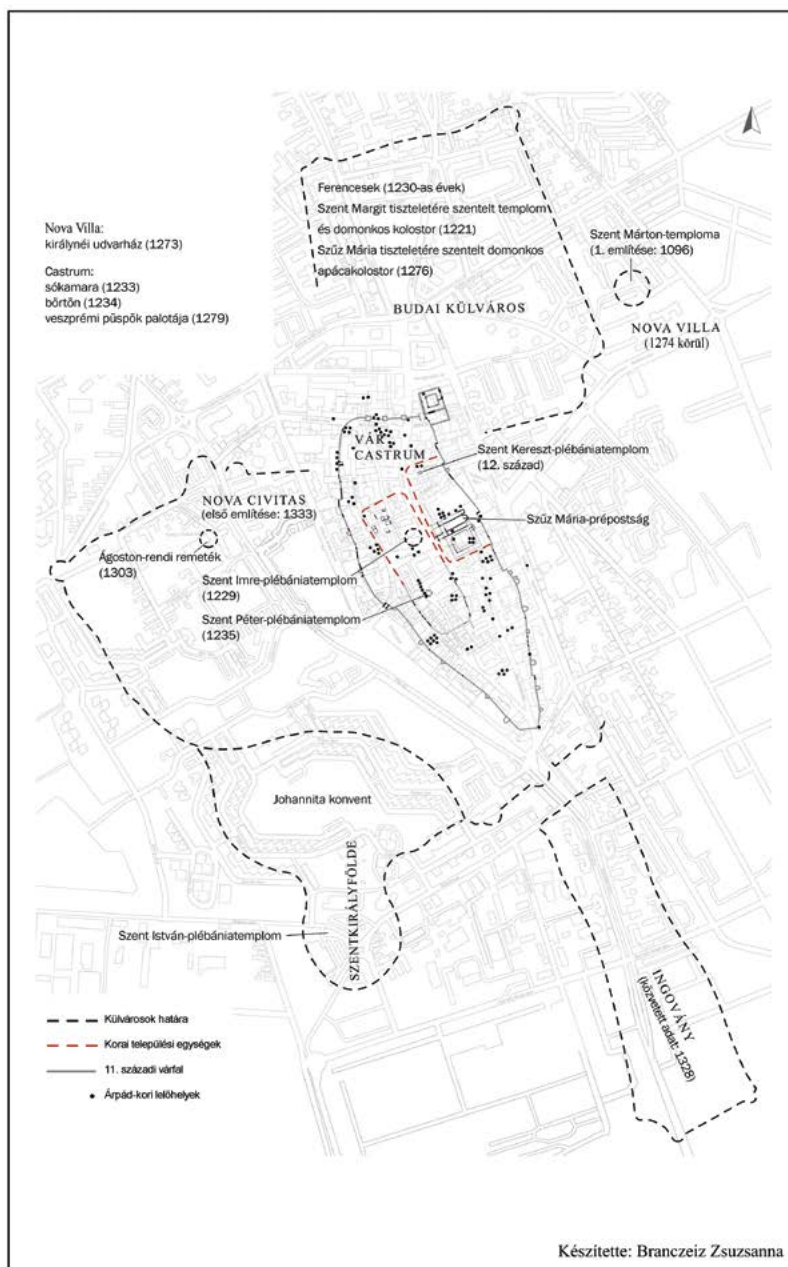 Nova Villa:
királynéi udvarház (1273)
Castrum:
sókamara (1233)
börtön (1234)
veszprémi püspök palotája (1279)
Ferencesek (1230-as évek)
Szent Margit tiszteletére szentelt templom
és domonkos kolostor (1221)
Szűz Mária tiszteletére szentelt domonkos
apácakolostor (1276)
BUDAI KÜLVÁROS
Szent Márton-temploma
(1. említése: 1096)
NOVA VILLA
(1274 körül)
VÁR
CASTRUM
Szent Kereszt-plébániatemplom
(12. század)
NOVA CIVITAS
(első említése: 1333)
Szűz Mária-prépostság
Ágoston-rendi remeték
(1303)
Szent Imre-plébániatemplom
(1229)
Szent Péter-plébániatemplom
(1235)
Johannita konvent
SZENTKIRÁLYFÖLDE
Szent István-plébániatemplom
INGOVÁNY
(közvetett adat: 1328)
Külvárosok határa
Korai települési egységek
11. századi várfal
Árpád-kori lelőhelyek
Készítette: Branczeiz Zsuzsanna